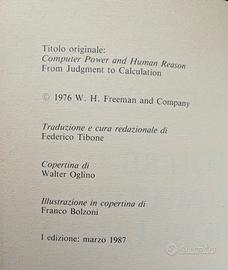 Titolo originale:
Computer Power and Human Reason
From Judgment to Calculation
© 1976 W. H. Freeman and Company
Traduzione e cura redazionale di
Federico Tibone
Copertina di
Walter Oglino
Illustrazione in copertina di
Franco Bolzoni
I edizione: marzo 1987
subito